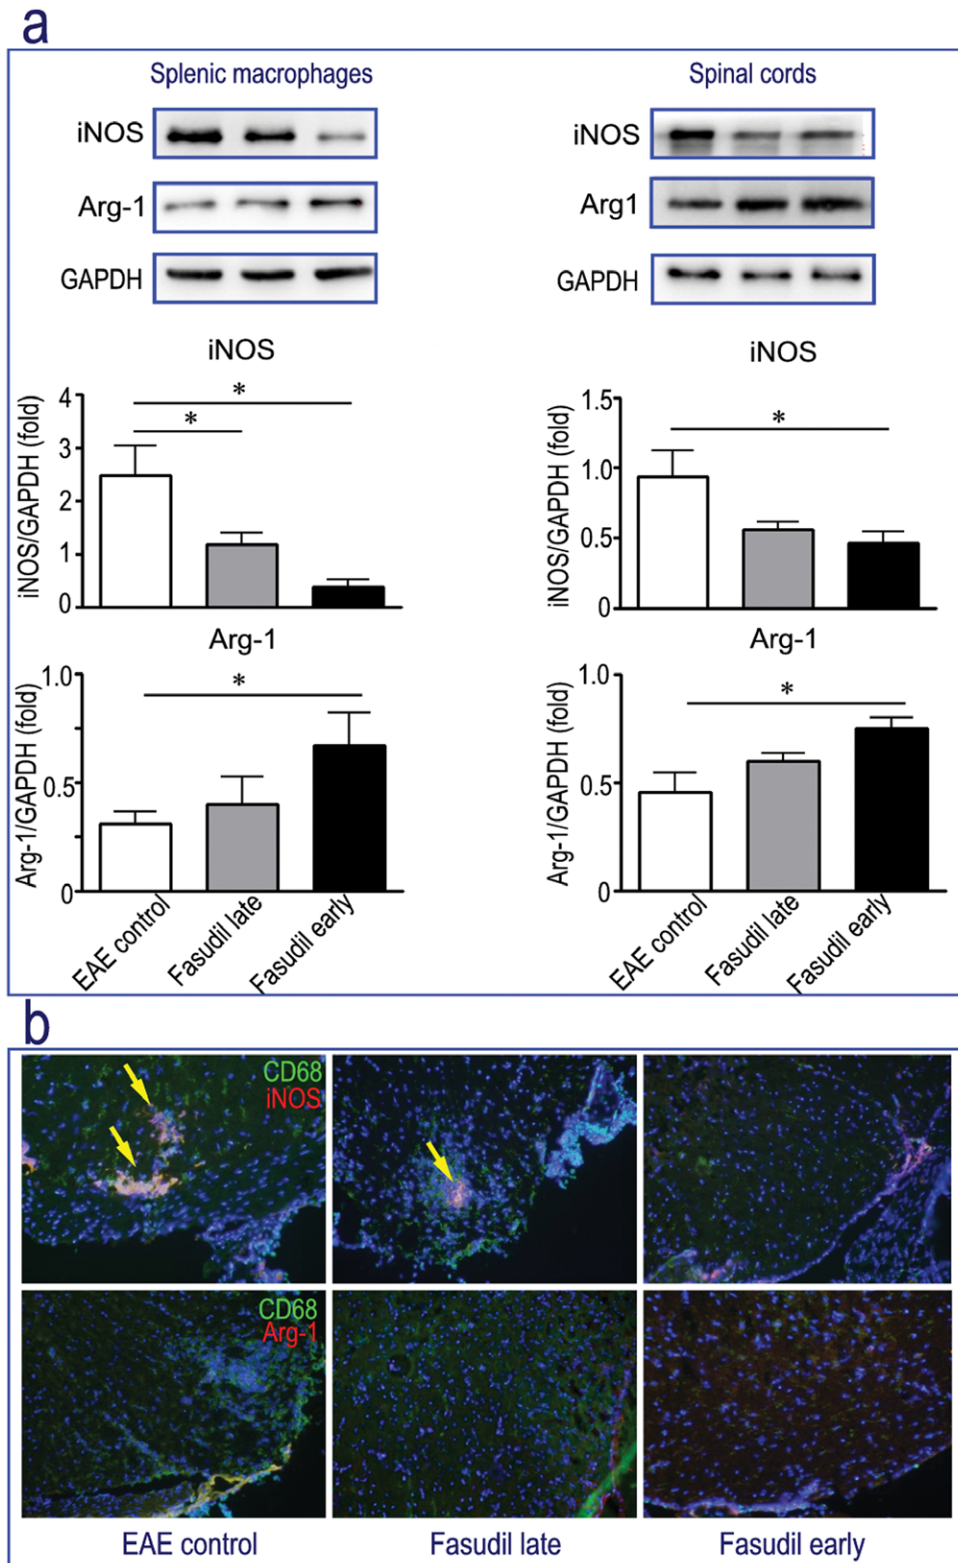 a
Splenic macrophages
iNOS
Arg-1
GAPDH
iNOS
iNOS/GAPDH (fold)
4
3
2
1
0
*
*
Arg-1
Arg-1/GAPDH (fold)
1.0
0.5
0
*
EAE control
Fasudil late
Fasudil early
Spinal cords
iNOS
Arg1
GAPDH
iNOS
iNOS/GAPDH (fold)
1.5
1.0
0.5
0
*
Arg-1
Arg-1/GAPDH (fold)
1.0
0.5
0
*
EAE control
Fasudil late
Fasudil early
b
CD68
iNOS
CD68
Arg-1
EAE control
Fasudil late
Fasudil early